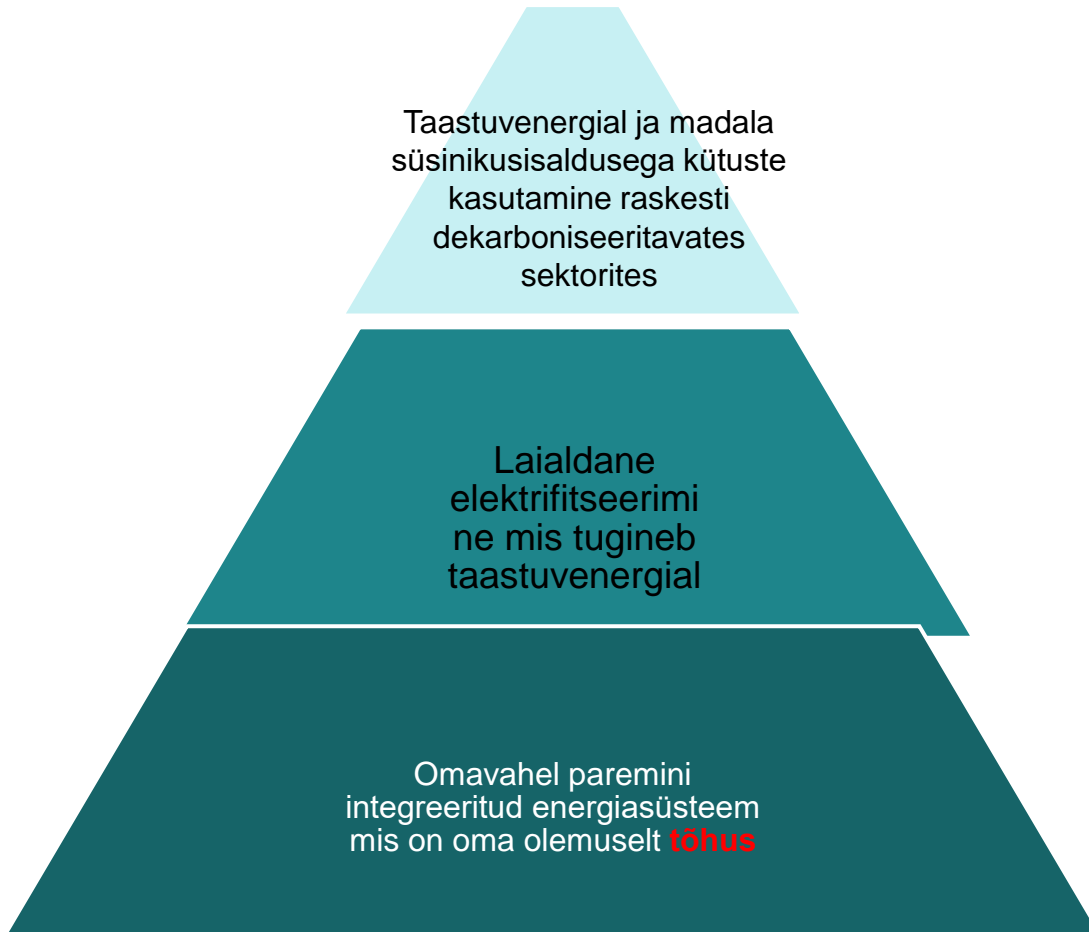 Taastuvenergial ja madala
süsinikusisaldusega kütuste
kasutamine raskesti
dekarboniseeritavates
sektorites
Laialdane
elektrifitseerimi
ne mis tugineb
taastuvenergial
Omavahel paremini
integreeritud energiasüsteem
mis on oma olemuselt tõhus